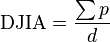 DJIA = ∑ p / d